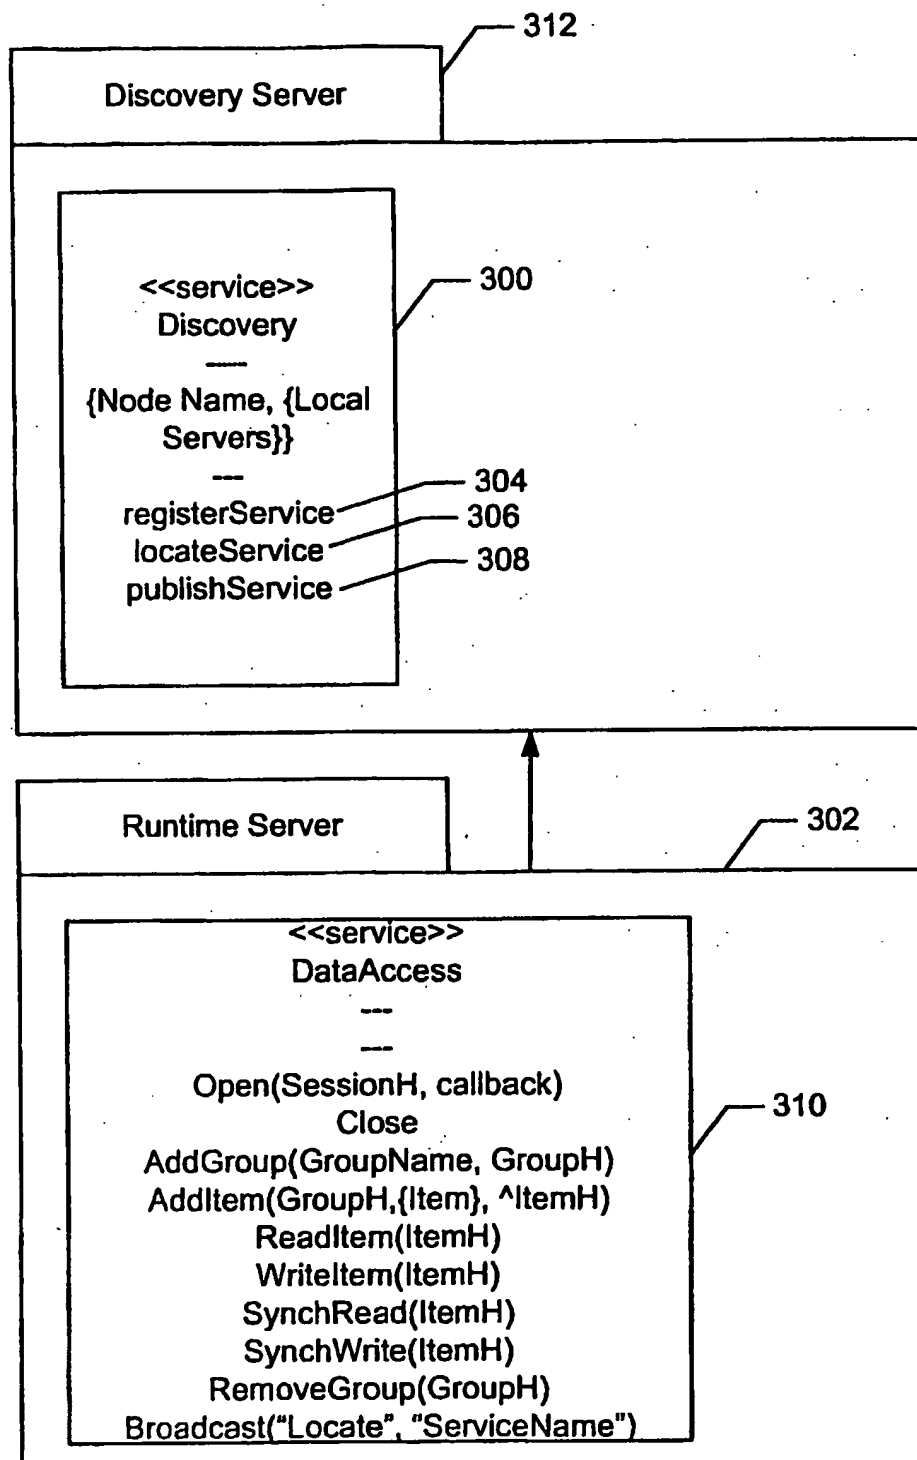 312
Discovery Server
<<service>>
300
Discovery
----
{Node Name, {Local
Servers}}
---
304
registerService
306
locateService
308
publishService
Runtime Server
302
<<service>>
DataAccess
---
---
Open(SessionH, callback)
310
Close
AddGroup(GroupName, GroupH)
AddItem(GroupH,{Item}, ^ItemH)
ReadItem(ItemH)
WriteItem(ItemH)
SynchRead(ItemH)
SynchWrite(ItemH)
RemoveGroup(GroupH)
Broadcast("Locate", "ServiceName")